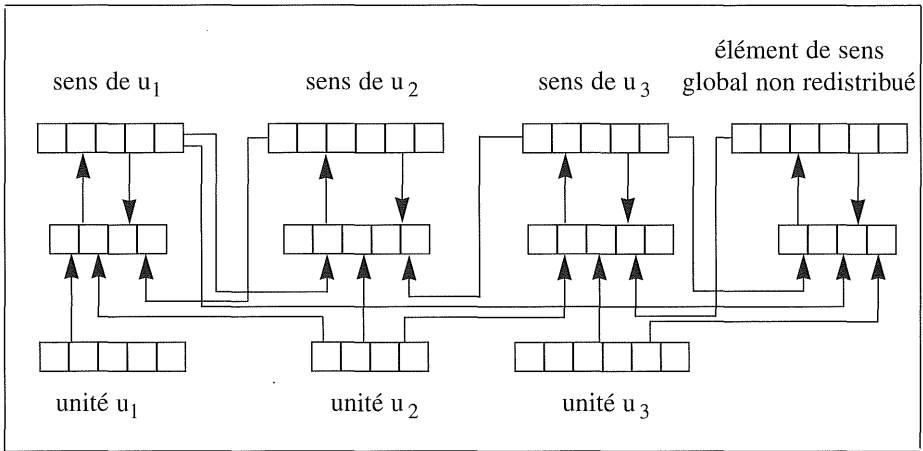 élément de sens
global non redistribué
sens de u1
sens de u2
sens de u3
unité u1
unité u2
unité u3